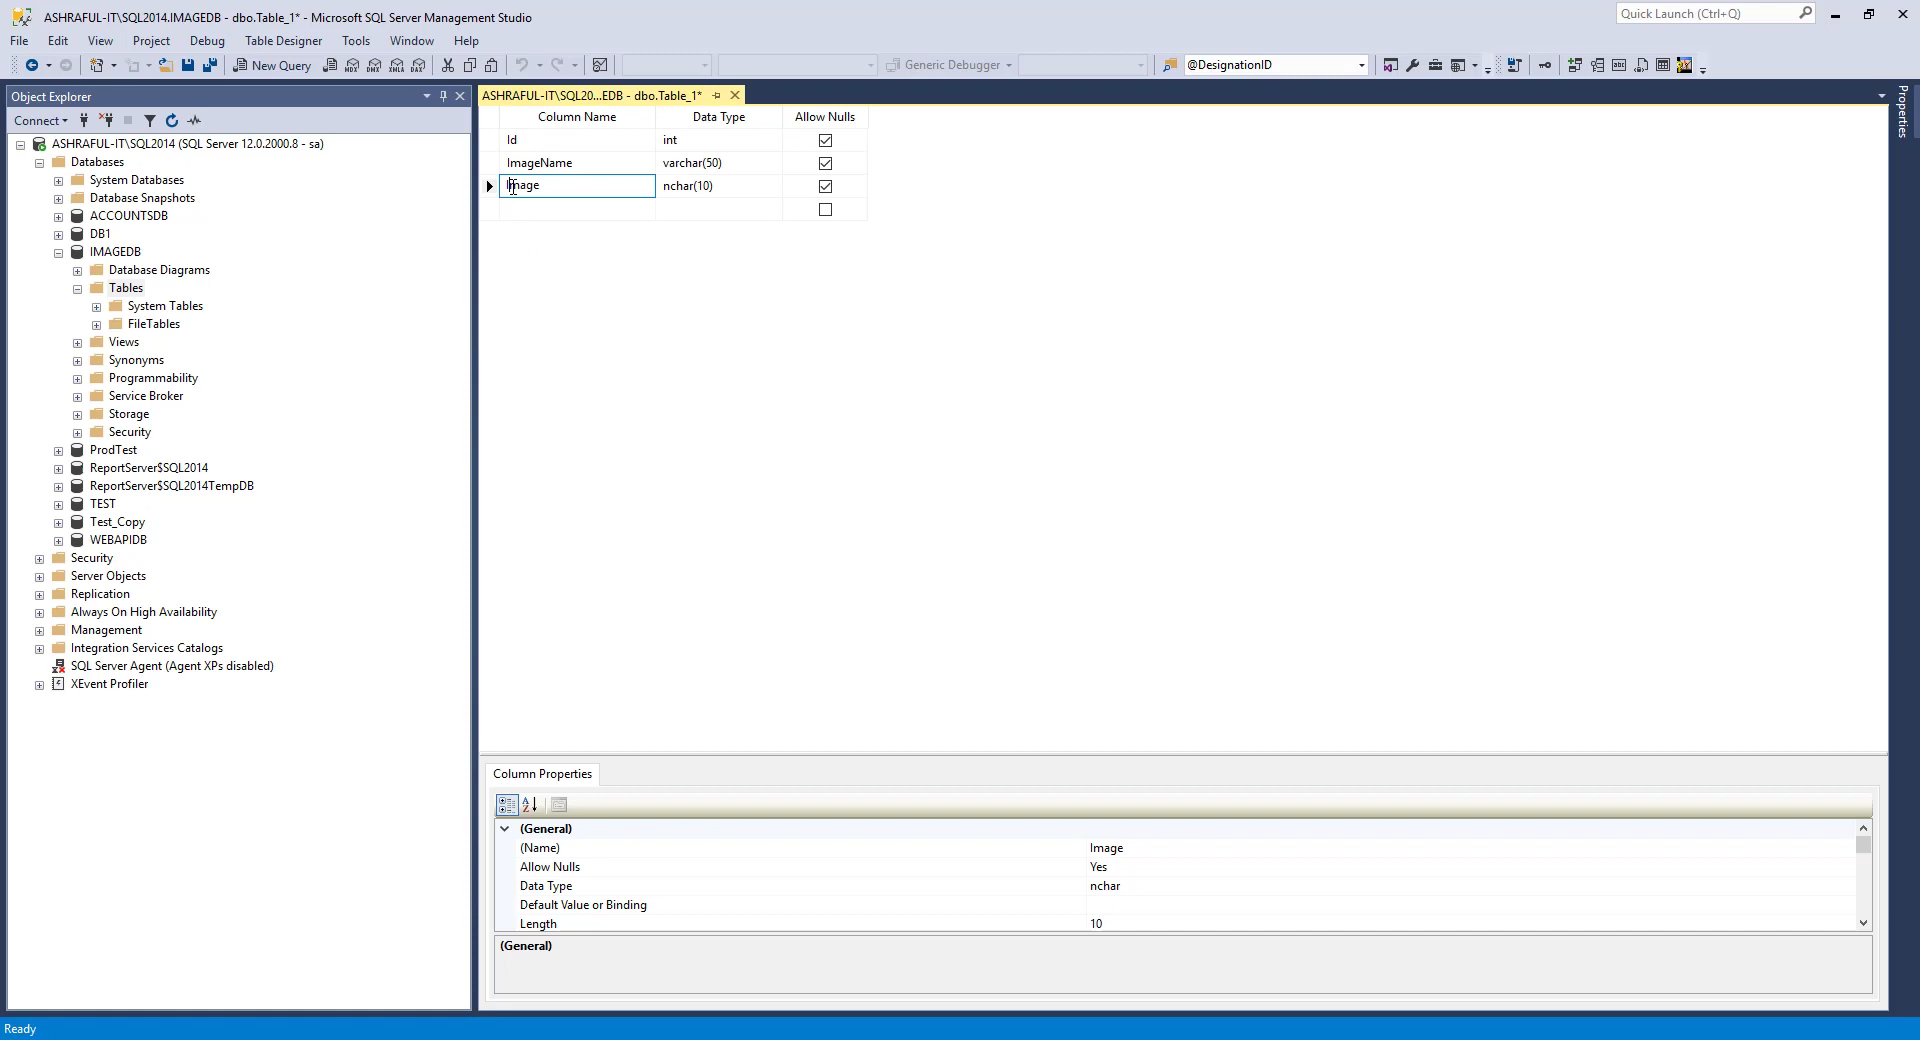 ASHRAFUL-IT\SQL2014.IMAGEDB - dbo.Table_1* - Microsoft SQL Server Management Studio
Quick Launch (Ctrl+Q)
File Edit View Project Debug Table Designer Tools Window Help
New Query
MDX DMX XMLA DAX
Generic Debugger
@DesignationID
Object Explorer
Connect
ASHRAFUL-IT\SQL2014 (SQL Server 12.0.2000.8 - sa)
Databases
System Databases
Database Snapshots
ACCOUNTSDB
DB1
IMAGEDB
Database Diagrams
Tables
System Tables
FileTables
Views
Synonyms
Programmability
Service Broker
Storage
Security
ProdTest
ReportServer$SQL2014
ReportServer$SQL2014TempDB
TEST
Test_Copy
WEBAPIDB
Security
Server Objects
Replication
Always On High Availability
Management
Integration Services Catalogs
SQL Server Agent (Agent XPs disabled)
XEvent Profiler
ASHRAFUL-IT\SQL20...EDB - dbo.Table_1*
Column Name Data Type Allow Nulls
Id int
ImageName varchar(50)
Image nchar(10)
Column Properties
(General)
(Name) Image
Allow Nulls Yes
Data Type nchar
Default Value or Binding
Length 10
(General)
Properties
Ready